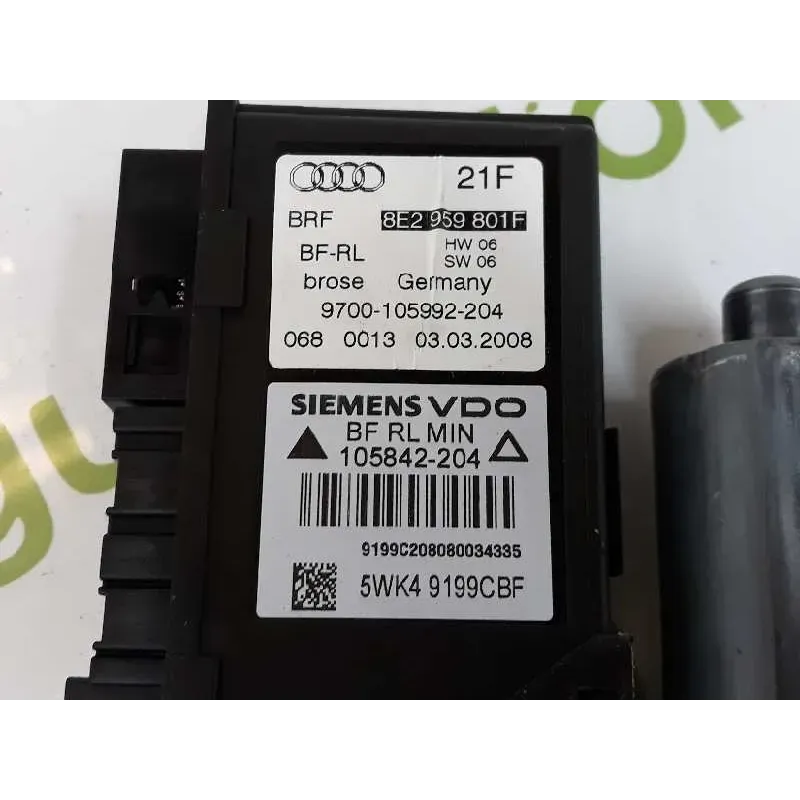 21F
BRF 8E2 959 801F
BF-RL HW 06
SW 06
brose Germany
9700-105992-204
068 0013 03.03.2008
SIEMENS VDO
BF RL MIN
105842-204
9199C208080034335
5WK4 9199CBF